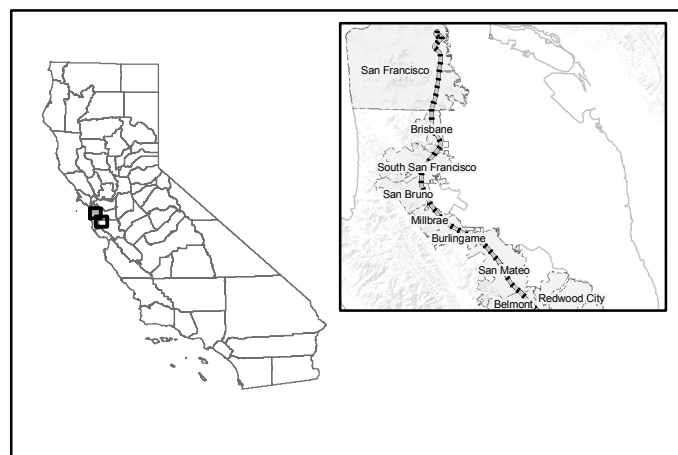 San Francisco
Brisbane
South San Francisco
San Bruno
Millbrae
Burlingame
San Mateo
Redwood City
Belmont